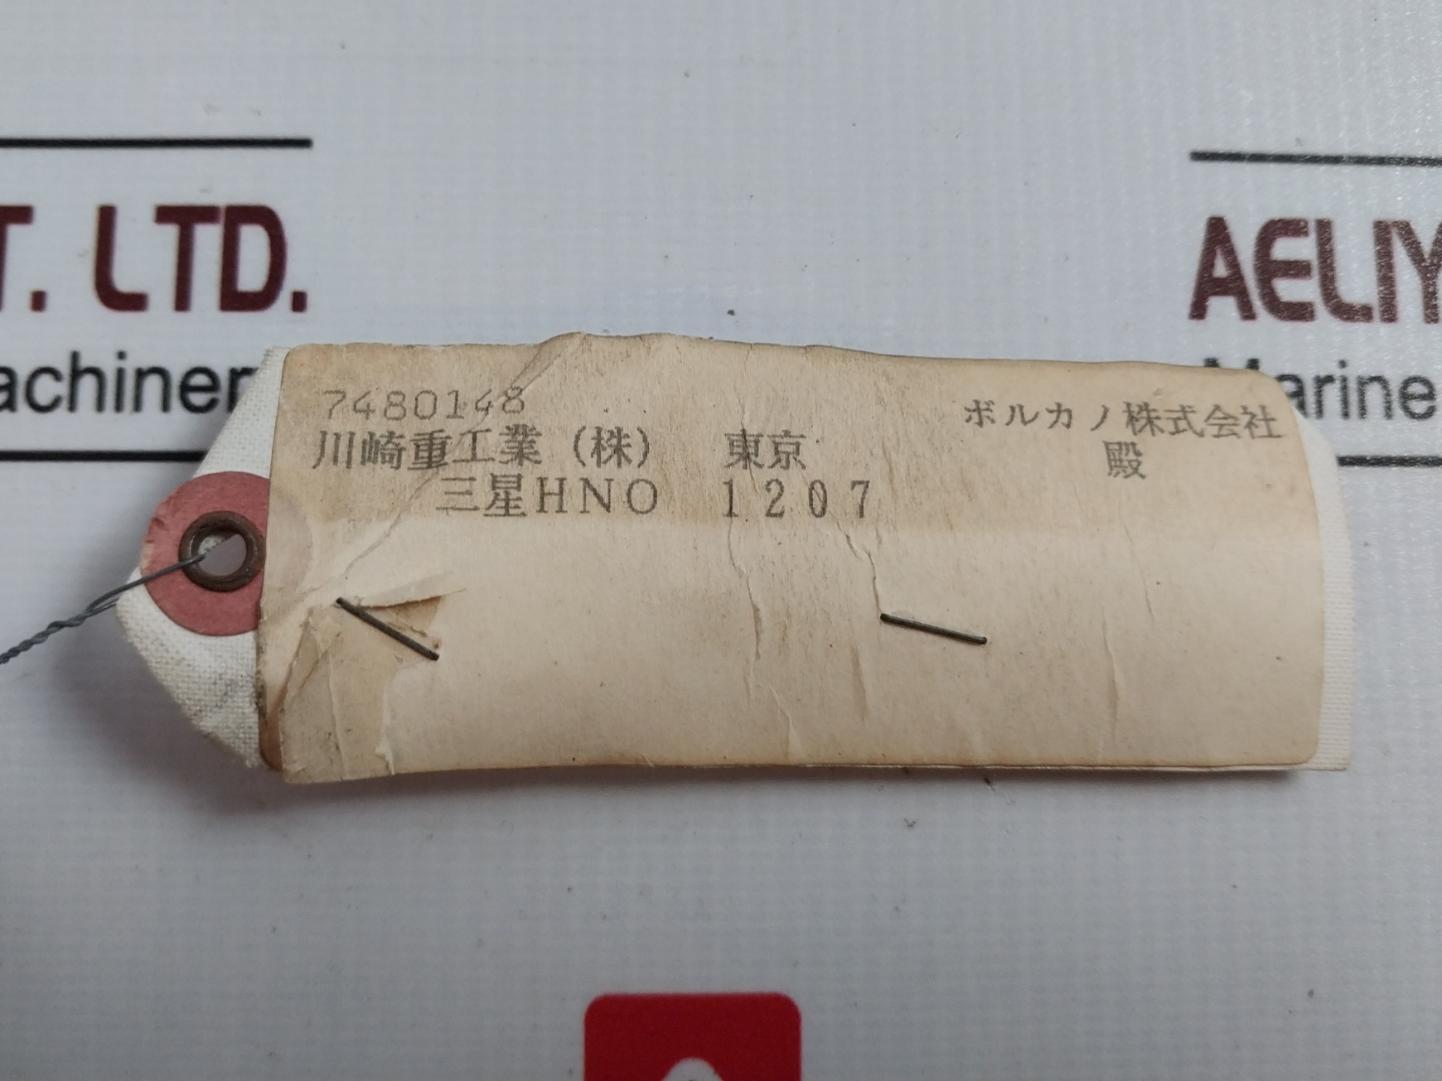 T. LTD.
achiner
AELIY
Marine
7480148
川崎重工業（株） 東京
三星HNO 1207
ボルカノ株式会社
殿